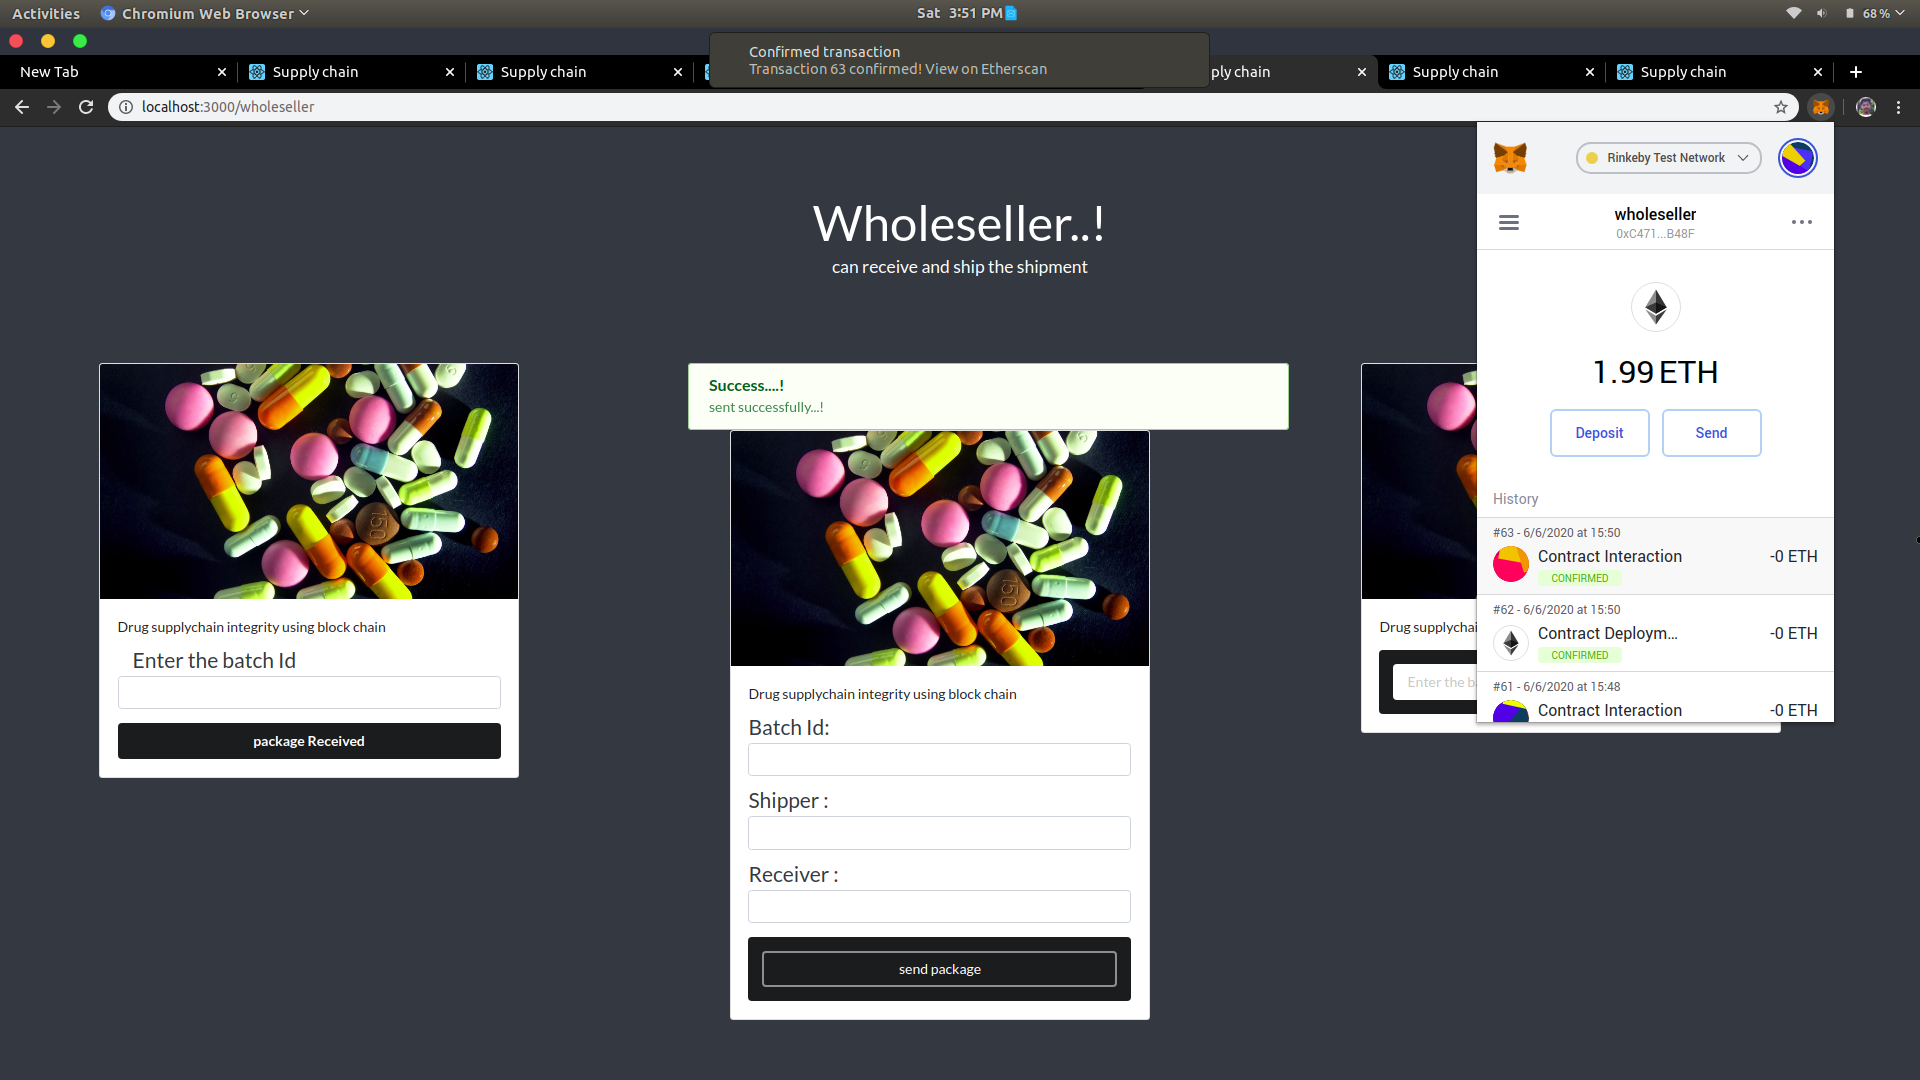 Activities
Chromium Web Browser
Sat 3:51 PM
68 %
Confirmed transaction
Transaction 63 confirmed! View on Etherscan
New Tab
Supply chain
Supply chain
ply chain
Supply chain
Supply chain
localhost:3000/wholeseller
Rinkeby Test Network
wholeseller
0xC471...B48F
1.99 ETH
Deposit
Send
History
#63 - 6/6/2020 at 15:50
Contract Interaction
-0 ETH
CONFIRMED
#62 - 6/6/2020 at 15:50
Contract Deploym...
-0 ETH
CONFIRMED
#61 - 6/6/2020 at 15:48
Contract Interaction
-0 ETH
Wholeseller..!
can receive and ship the shipment
150
Drug supplychain integrity using block chain
Enter the batch Id
package Received
Success....!
sent successfully...!
150
Drug supplychain integrity using block chain
Batch Id:
Shipper :
Receiver :
send package
Drug supplychai
Enter the ba